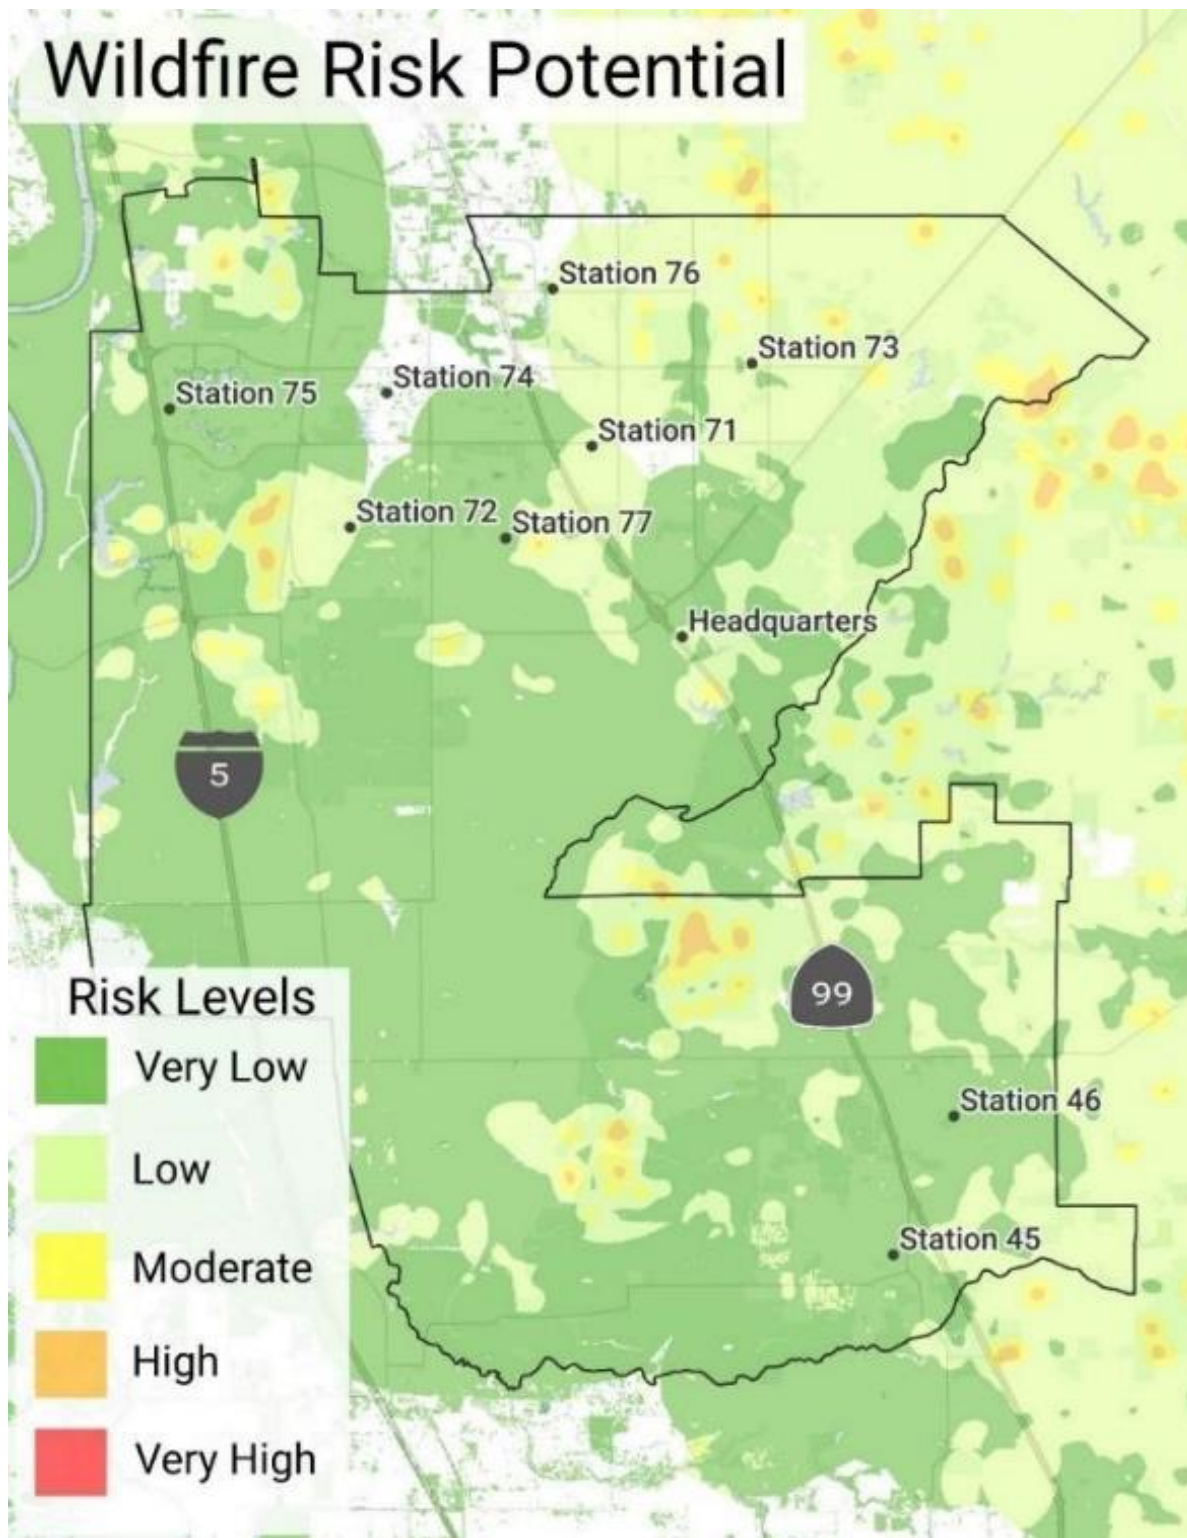 Wildfire Risk Potential
Station 76
Station 73
Station 74
Station 75
Station 71
Station 72
Station 77
Headquarters
5
99
Risk Levels
Very Low
Station 46
Low
Station 45
Moderate
High
Very High